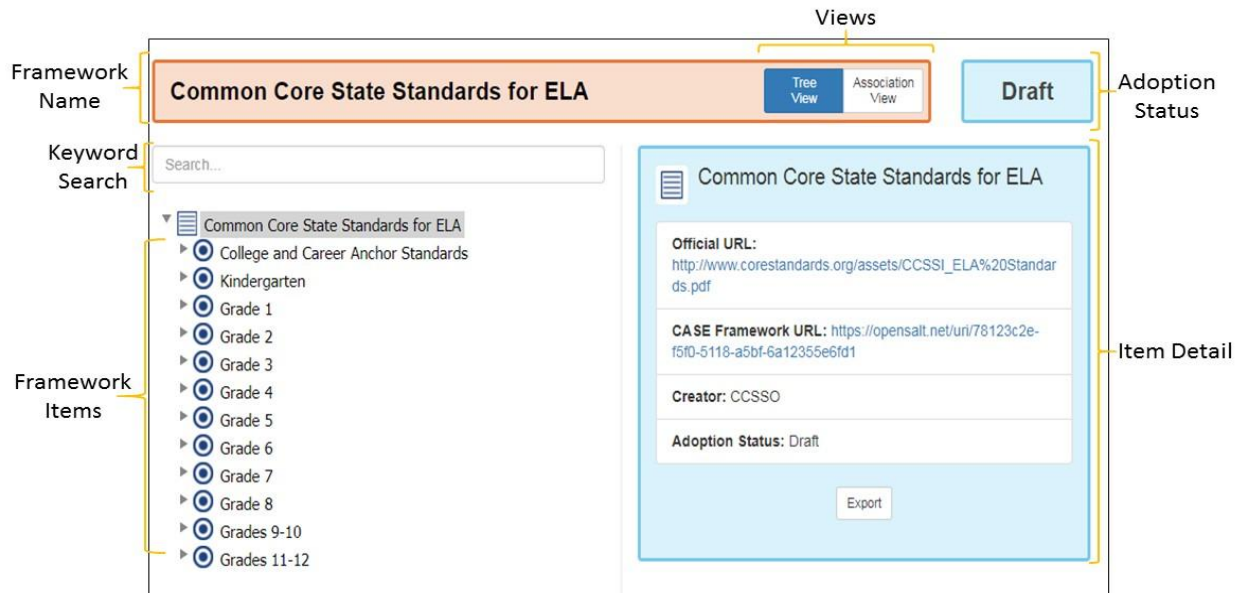 Views
Framework
Name
Common Core State Standards for ELA
Tree
View
Association
View
Draft
Adoption
Status
Keyword
Search
Search...
Common Core State Standards for ELA
College and Career Anchor Standards
Kindergarten
Grade 1
Grade 2
Grade 3
Grade 4
Grade 5
Grade 6
Grade 7
Grade 8
Grades 9-10
Grades 11-12
Framework
Items
Common Core State Standards for ELA
Official URL:
http://www.corestandards.org/assets/CCSSI_ELA%20Standar
ds.pdf
CASE Framework URL: https://opensalt.net/uri/78123c2e-
f5f0-5118-a5bf-6a12355e6fd1
Creator: CCSSO
Adoption Status: Draft
Export
Item Detail